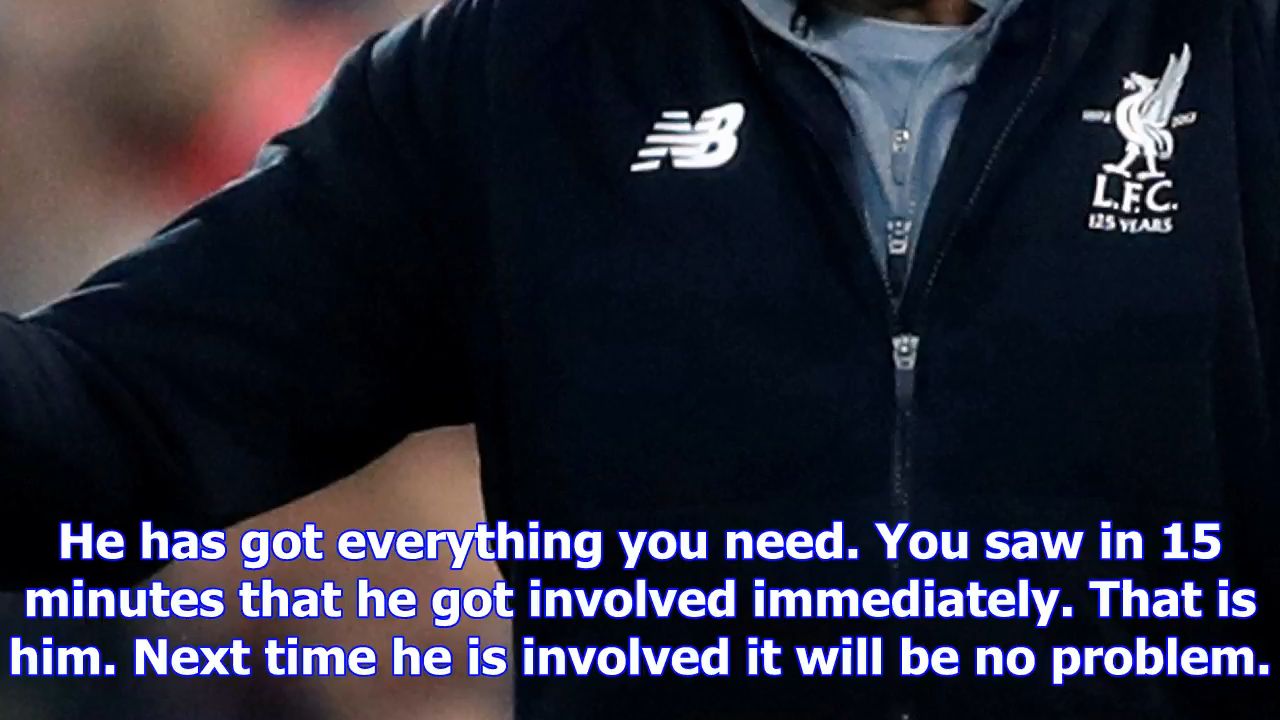 NB
L.F.C.
125 YEARS
He has got everything you need. You saw in 15
minutes that he got involved immediately. That is
him. Next time he is involved it will be no problem.